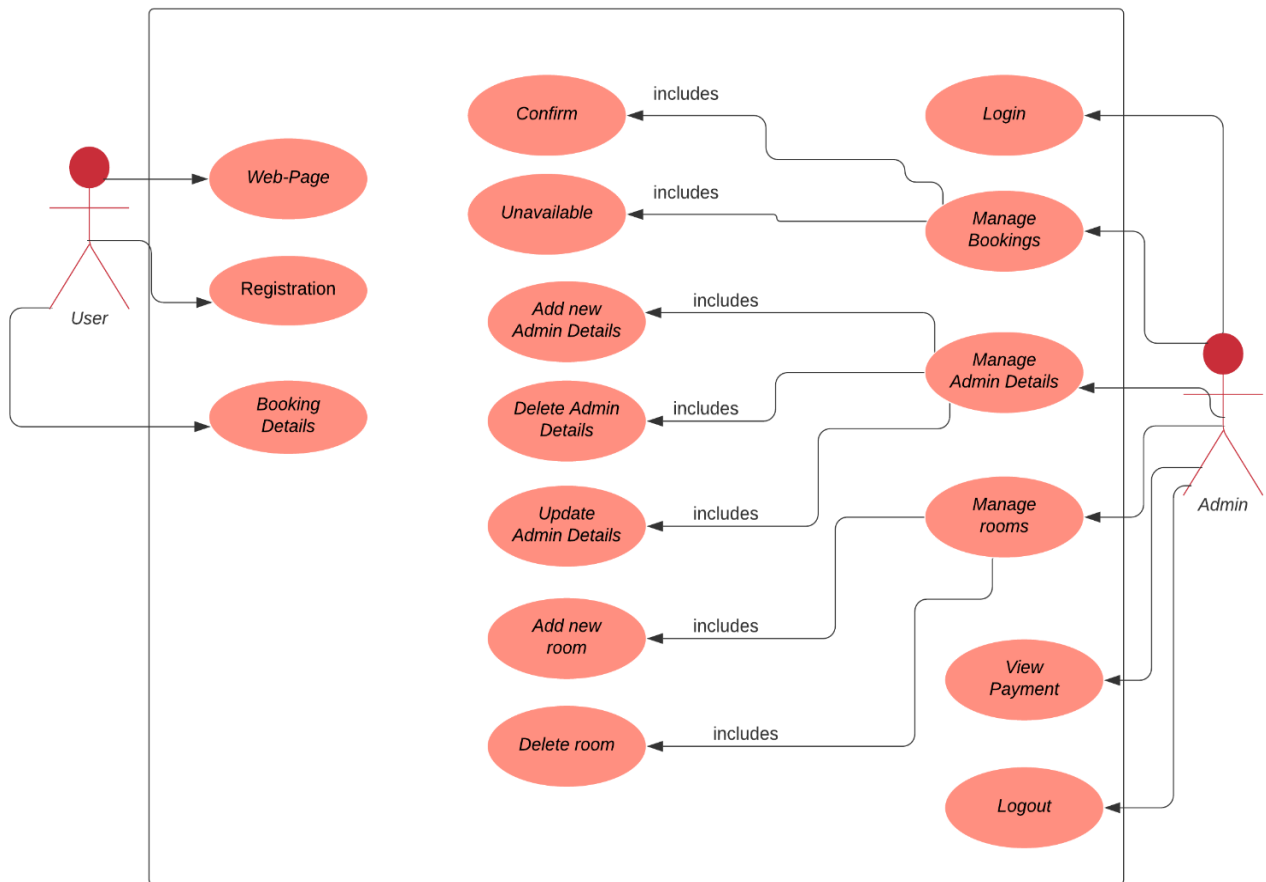 includes
Confirm
Login
Web-Page
includes
Unavailable
Manage
Bookings
Registration
User
includes
Add new
Admin Details
Manage
Admin Details
Booking
Details
includes
Delete Admin
Details
includes
Update
Admin Details
Manage
rooms
Admin
includes
Add new
room
View
Payment
includes
Delete room
Logout